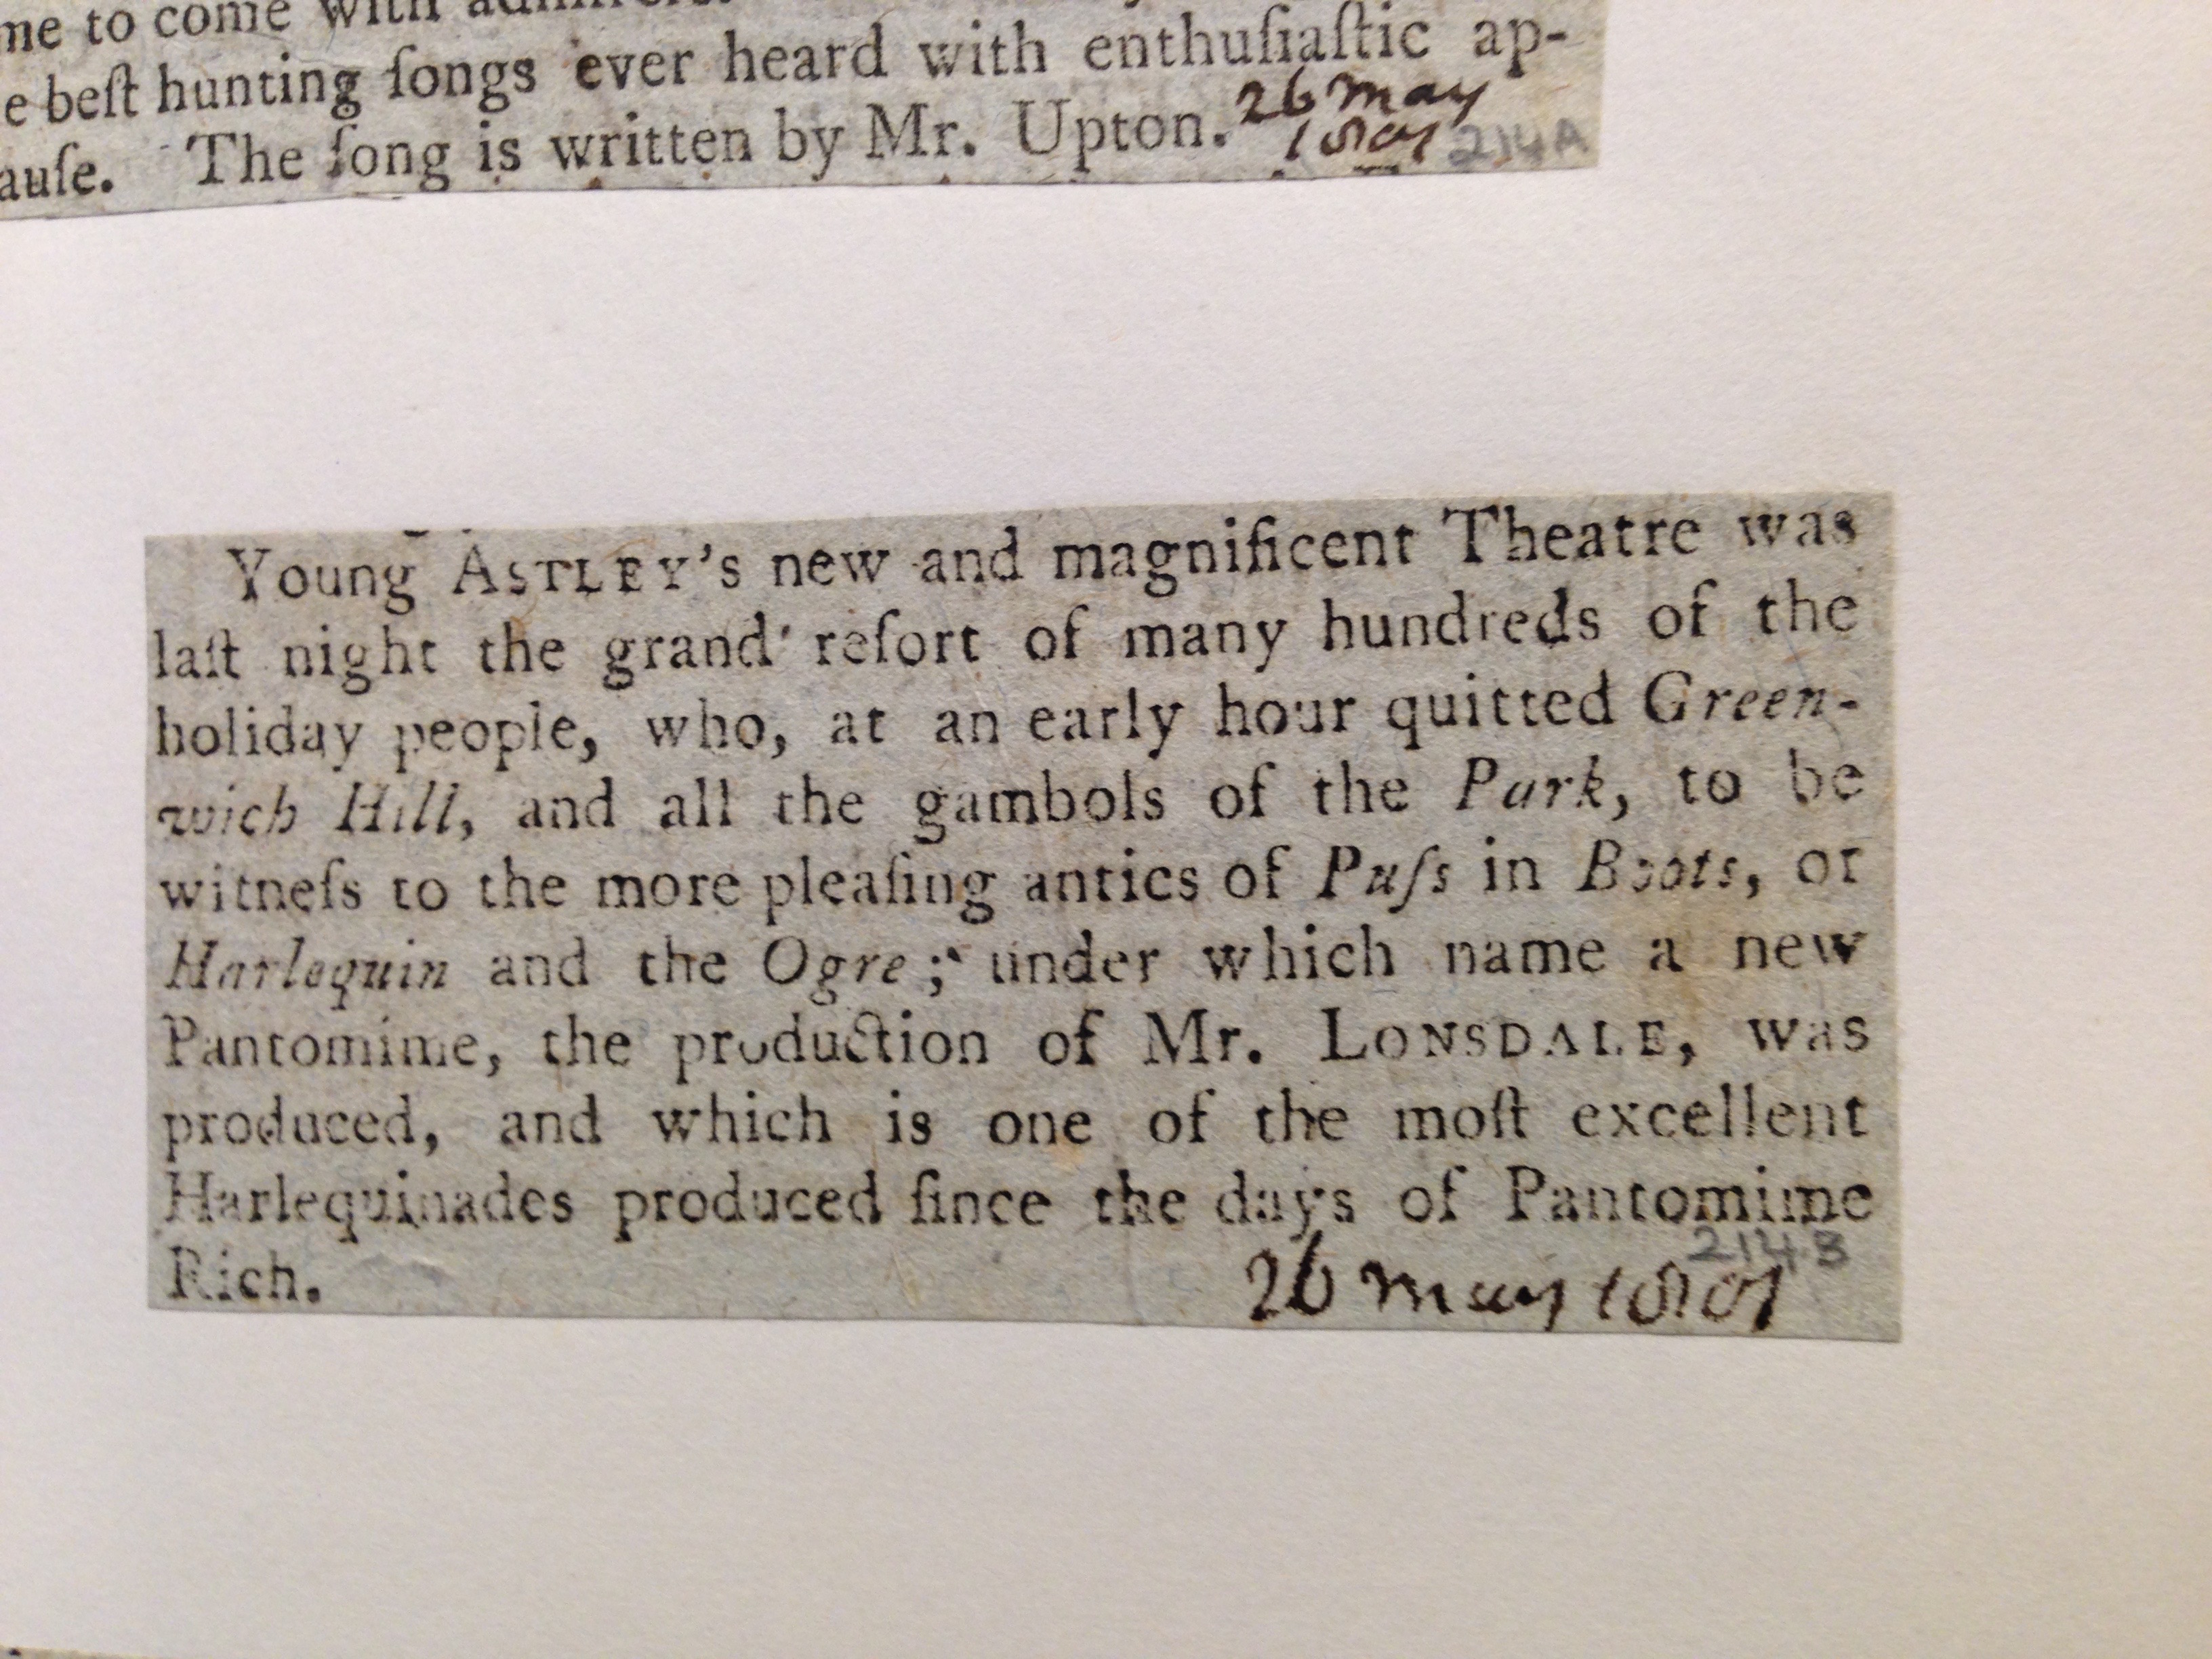 me to come with
e beſt hunting ſongs ever heard with enthuſiaſtic ap-
auſe. The ſong is written by Mr. Upton. 26 May
1801 214A
Young ASTLEY's new and magnificent Theatre was
laſt night the grand reſort of many hundreds of the
holiday people, who, at an early hour quitted Green-
wich Hill, and all the gambols of the Park, to be
witneſs to the more pleaſing antics of Puſs in Boots, or
Harlequin and the Ogre; under which name a new
Pantomime, the production of Mr. LONSDALE, was
produced, and which is one of the moſt excellent
Harlequinades produced ſince the days of Pantomime
Rich.
214B
26 May 1801